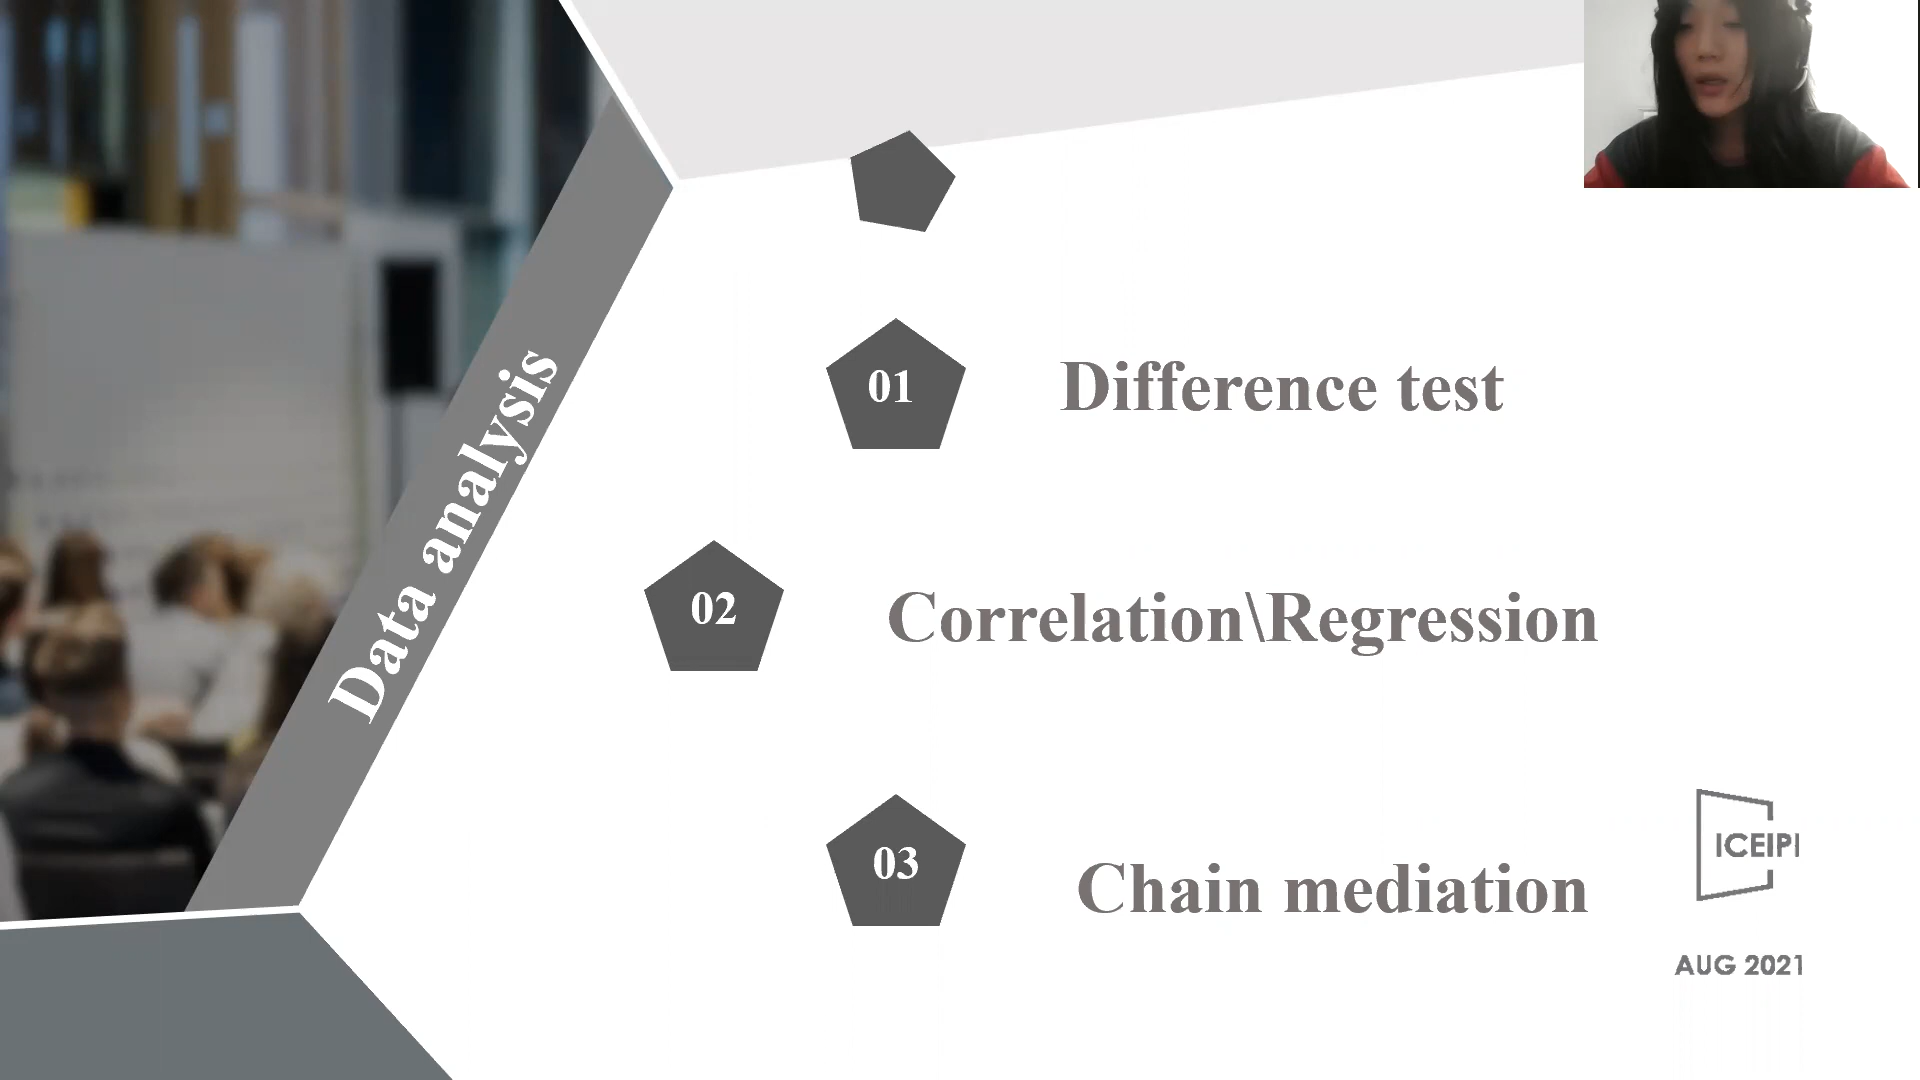 Data analysis
01
Difference test
02
Correlation\Regression
03
Chain mediation
ICEIPI
AUG 2021